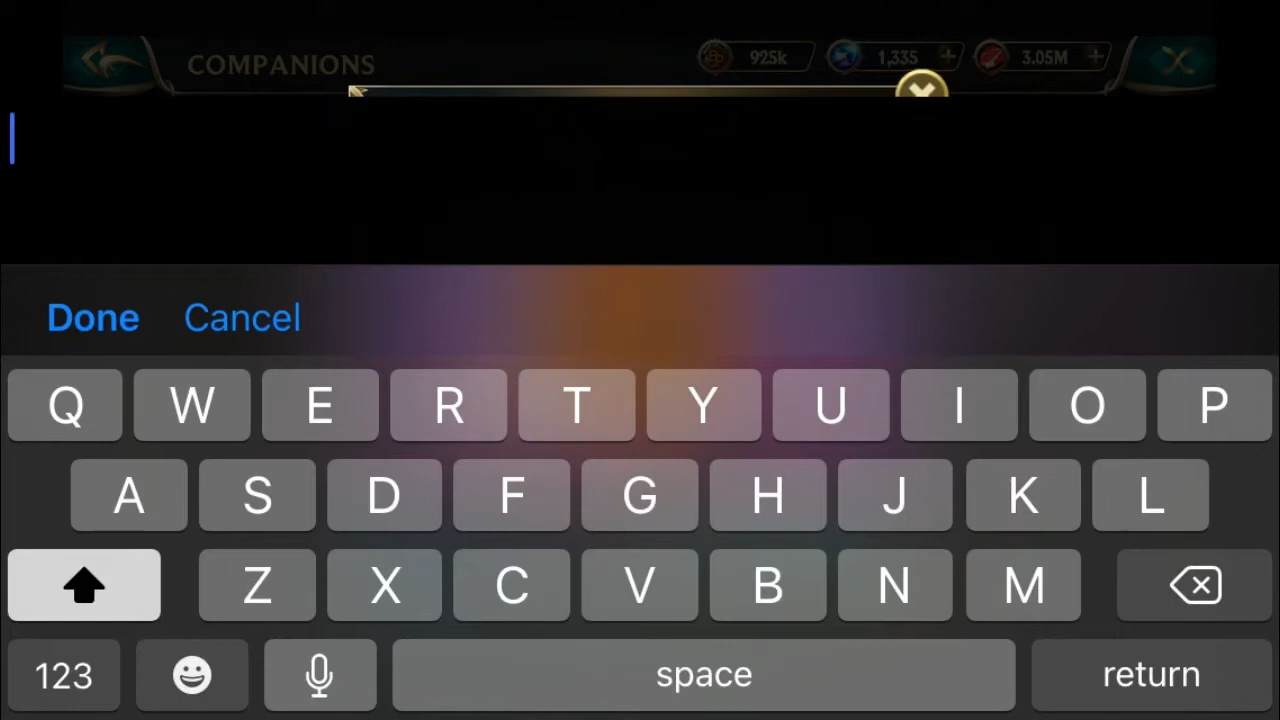 COMPANIONS 925k 1,335 + 3.05M +
Done Cancel
Q W E R T Y U I O P
A S D F G H J K L
Z X C V B N M
123 space return